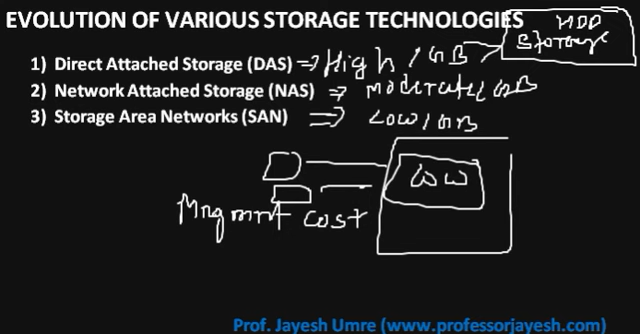 EVOLUTION OF VARIOUS STORAGE TECHNOLOGIES
HDD
Storage
1) Direct Attached Storage (DAS) ⇒ High / GB
2) Network Attached Storage (NAS) ⇒ Moderate / GB
3) Storage Area Networks (SAN) ⇒ Low / GB
Mngmnt Cost
Prof. Jayesh Umre (www.professorjayesh.com)